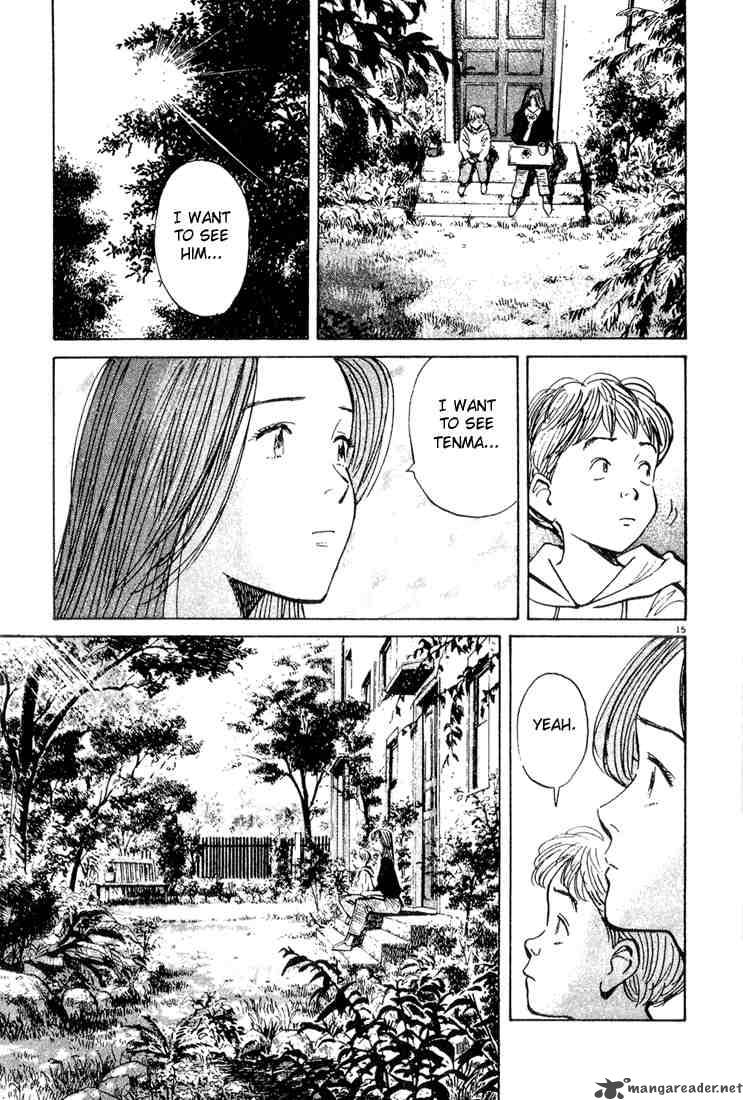 I WANT
TO SEE
HIM...
I WANT
TO SEE
TENMA...
15
YEAH.
mangareader.net